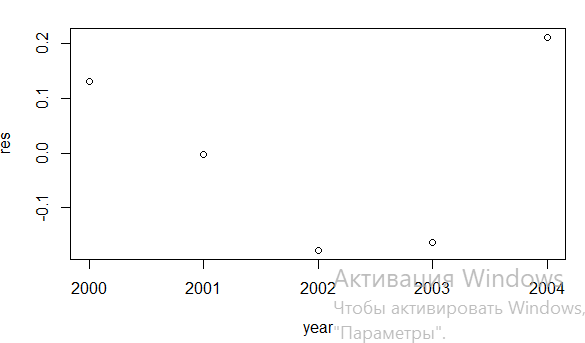 0.2
0.1
0.0
-0.1
res
2000 2001 2002 2003 2004
year
Активация Windows
Чтобы активировать Windows,
"Параметры".